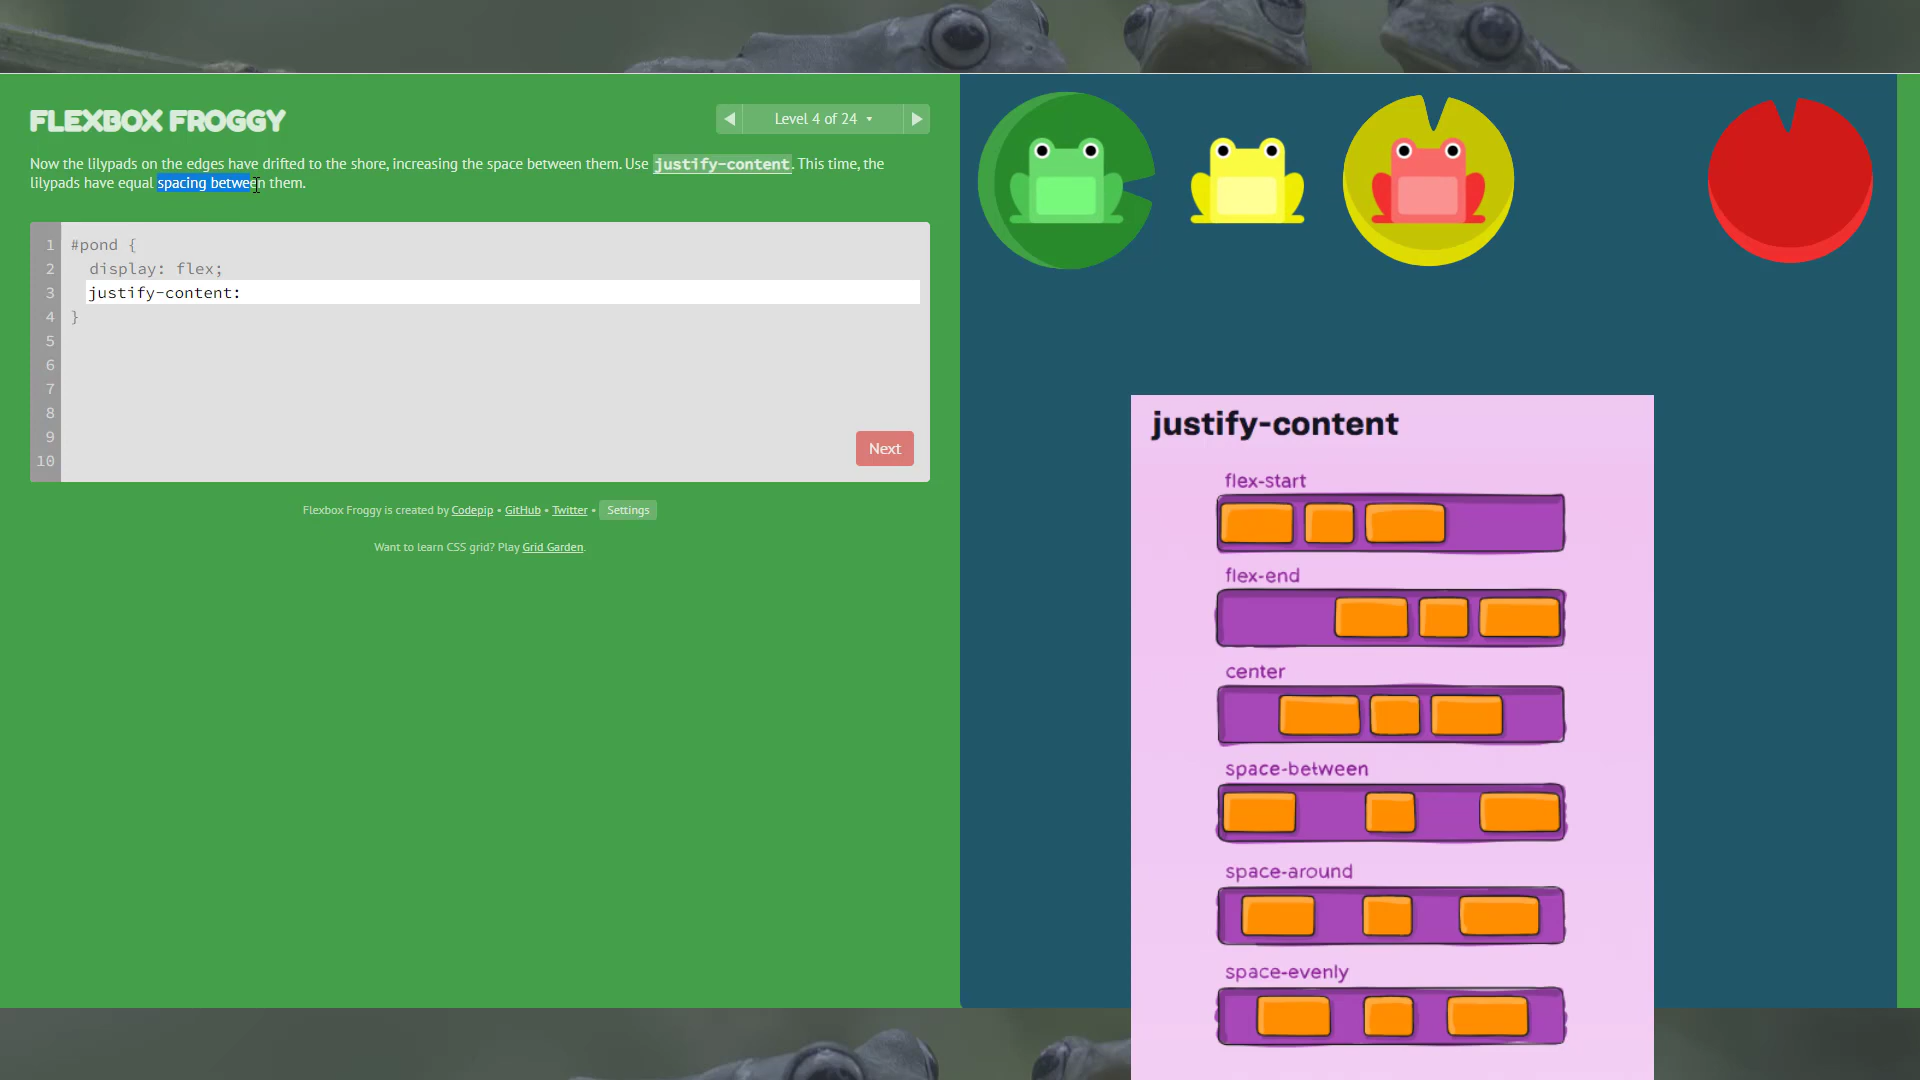 FLEXBOX FROGGY
◀ Level 4 of 24 ▾ ▶
Now the lilypads on the edges have drifted to the shore, increasing the space between them. Use justify-content. This time, the
lilypads have equal spacing between them.
1 #pond {
2 display: flex;
3 justify-content:
4 }
5
6
7
8
9
10
Next
Flexbox Froggy is created by Codepip • GitHub • Twitter • Settings
Want to learn CSS grid? Play Grid Garden.
justify-content
flex-start
flex-end
center
space-between
space-around
space-evenly